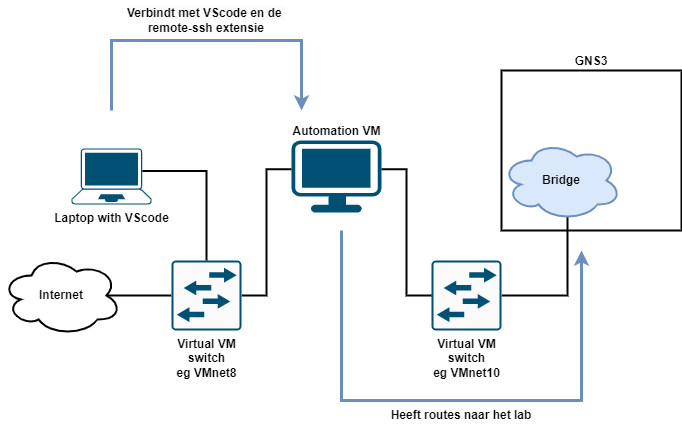 Verbindt met VScode en de
remote-ssh extensie
GNS3
Automation VM
Bridge
Laptop with VScode
Internet
Virtual VM
switch
eg VMnet8
Virtual VM
switch
eg VMnet10
Heeft routes naar het lab